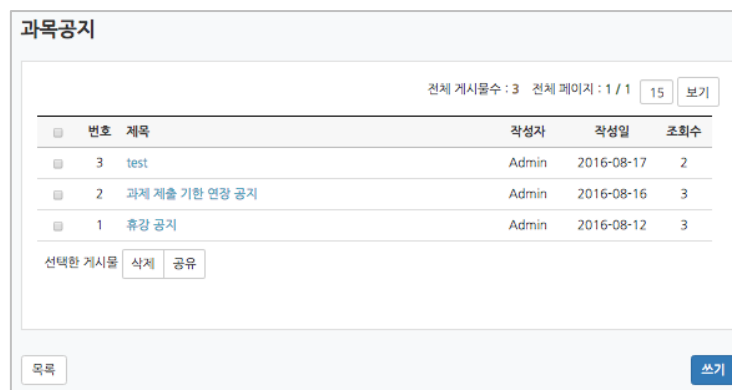 과목공지
전체 게시물수 : 3 전체 페이지 : 1 / 1 15 보기
번호 제목 작성자 작성일 조회수
3 test Admin 2016-08-17 2
2 과제 제출 기한 연장 공지 Admin 2016-08-16 3
1 휴강 공지 Admin 2016-08-12 3
선택한 게시물 삭제 공유
목록 쓰기